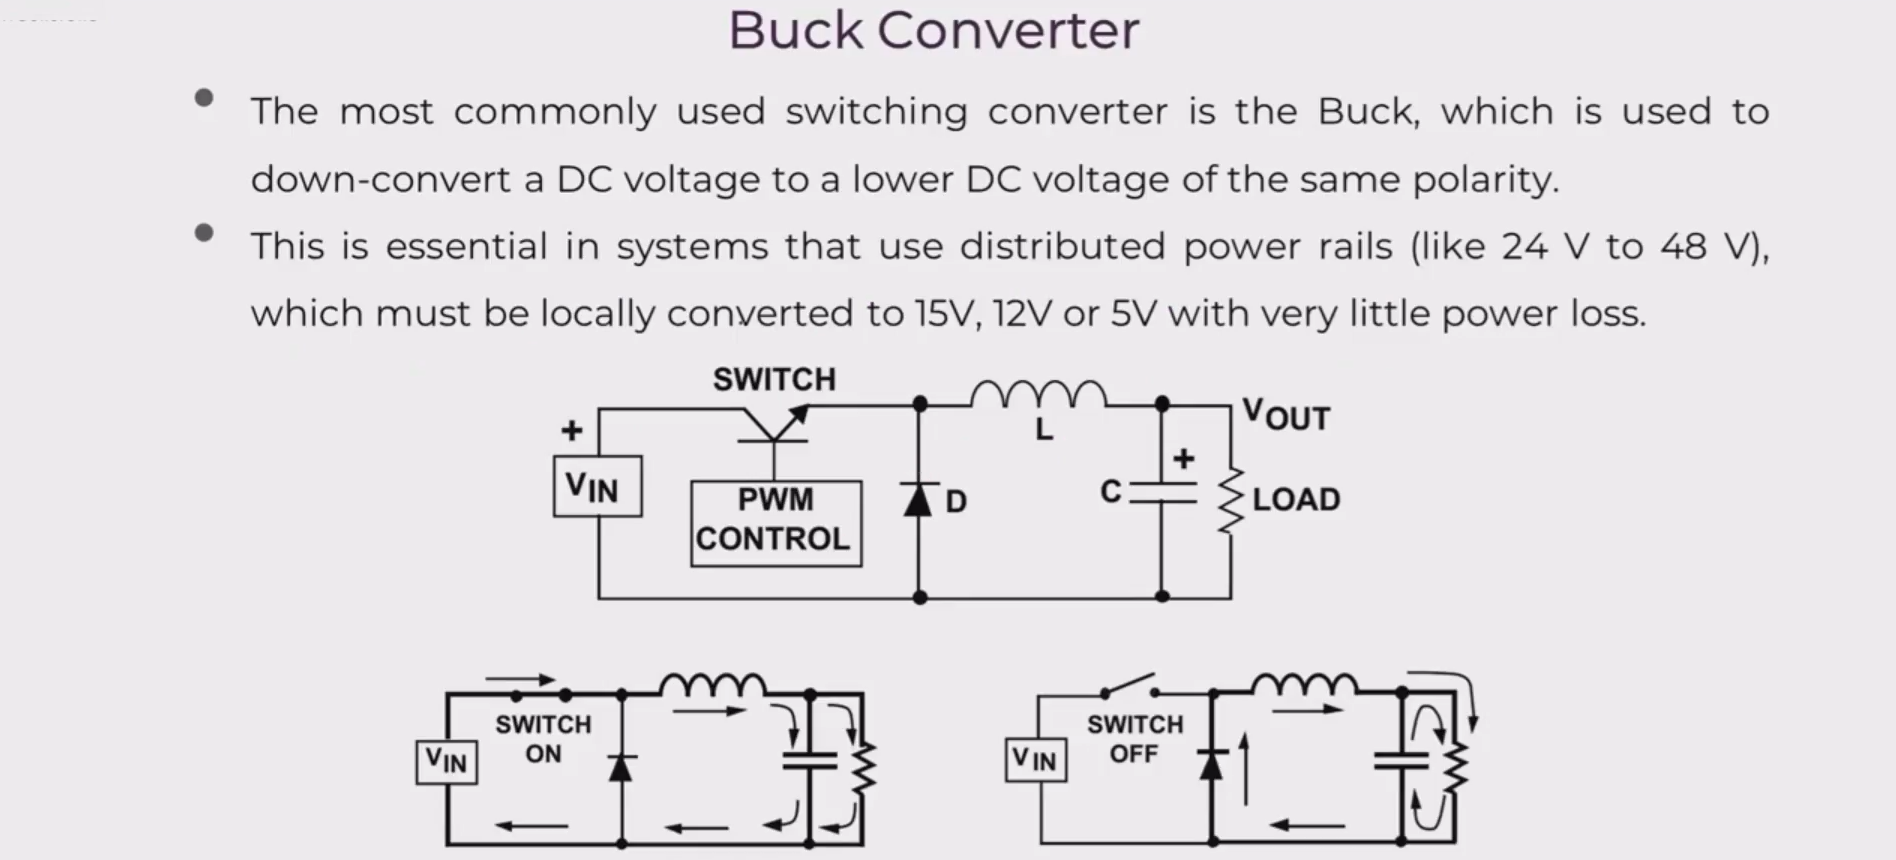 Buck Converter
The most commonly used switching converter is the Buck, which is used to
down-convert a DC voltage to a lower DC voltage of the same polarity.
This is essential in systems that use distributed power rails (like 24 V to 48 V),
which must be locally converted to 15V, 12V or 5V with very little power loss.
SWITCH
+
VIN
PWM
CONTROL
D
L
C
+
VOUT
LOAD
SWITCH
ON
VIN
SWITCH
OFF
VIN